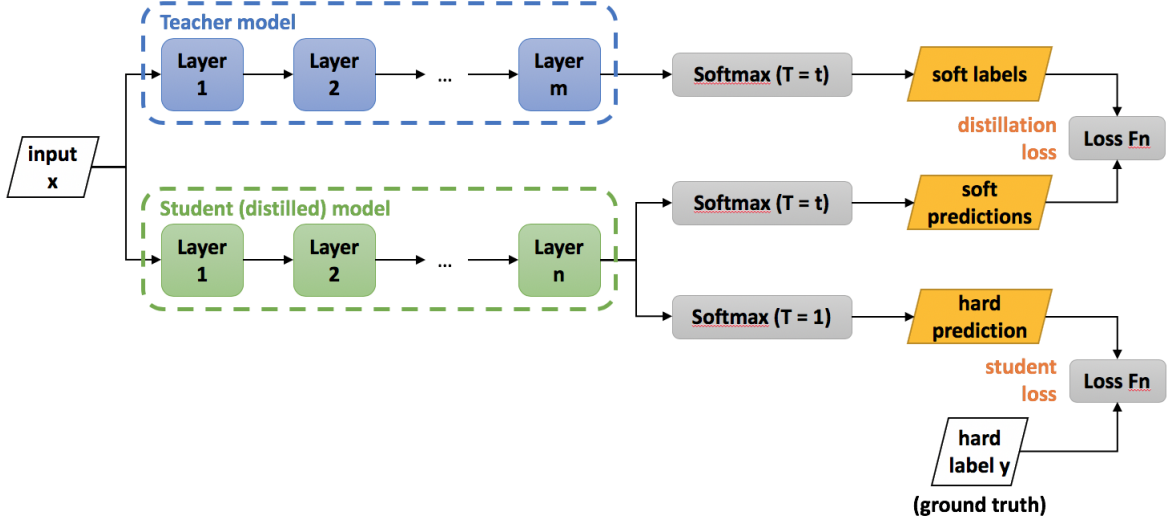 Teacher model
Layer
1
Layer
2
...
Layer
m
Softmax (T = t)
soft labels
input
x
distillation
loss
Loss Fn
Student (distilled) model
Layer
1
Layer
2
...
Layer
n
Softmax (T = t)
soft
predictions
Softmax (T = 1)
hard
prediction
student
loss
Loss Fn
hard
label y
(ground truth)